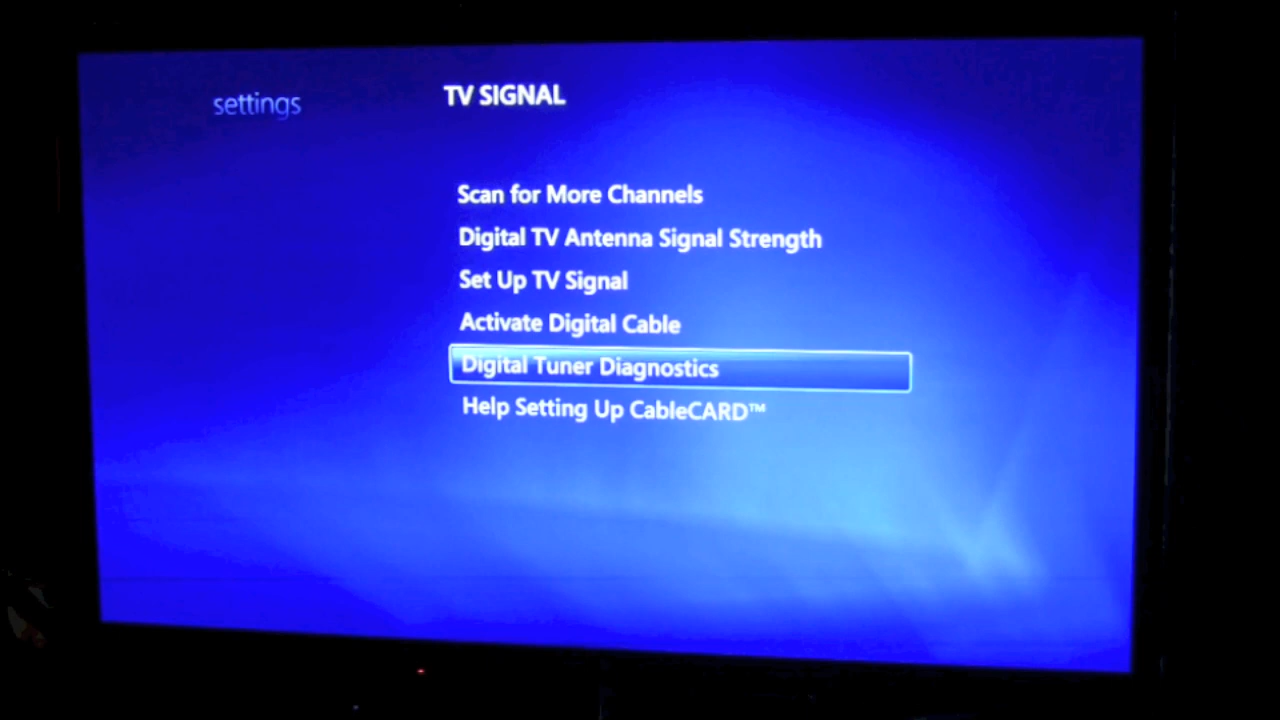 settings
TV SIGNAL
Scan for More Channels
Digital TV Antenna Signal Strength
Set Up TV Signal
Activate Digital Cable
Digital Tuner Diagnostics
Help Setting Up CableCARD™